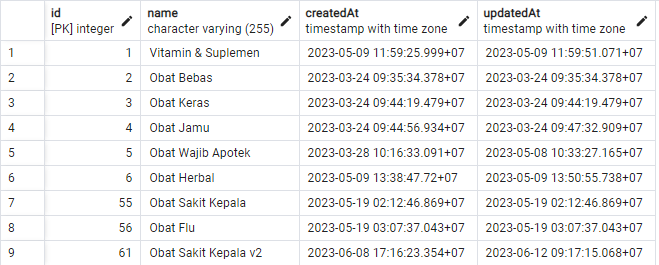 id name createdAt updatedAt
[PK] integer character varying (255) timestamp with time zone timestamp with time zone
1 1 Vitamin & Suplemen 2023-05-09 11:59:25.999+07 2023-05-09 11:59:51.071+07
2 2 Obat Bebas 2023-03-24 09:35:34.378+07 2023-03-24 09:35:34.378+07
3 3 Obat Keras 2023-03-24 09:44:19.479+07 2023-03-24 09:44:19.479+07
4 4 Obat Jamu 2023-03-24 09:44:56.934+07 2023-03-24 09:47:32.909+07
5 5 Obat Wajib Apotek 2023-03-28 10:16:33.091+07 2023-05-08 10:33:27.165+07
6 6 Obat Herbal 2023-05-09 13:38:47.72+07 2023-05-09 13:50:55.738+07
7 55 Obat Sakit Kepala 2023-05-19 02:12:46.869+07 2023-05-19 02:12:46.869+07
8 56 Obat Flu 2023-05-19 03:07:37.043+07 2023-05-19 03:07:37.043+07
9 61 Obat Sakit Kepala v2 2023-06-08 17:16:23.354+07 2023-06-12 09:17:15.068+07